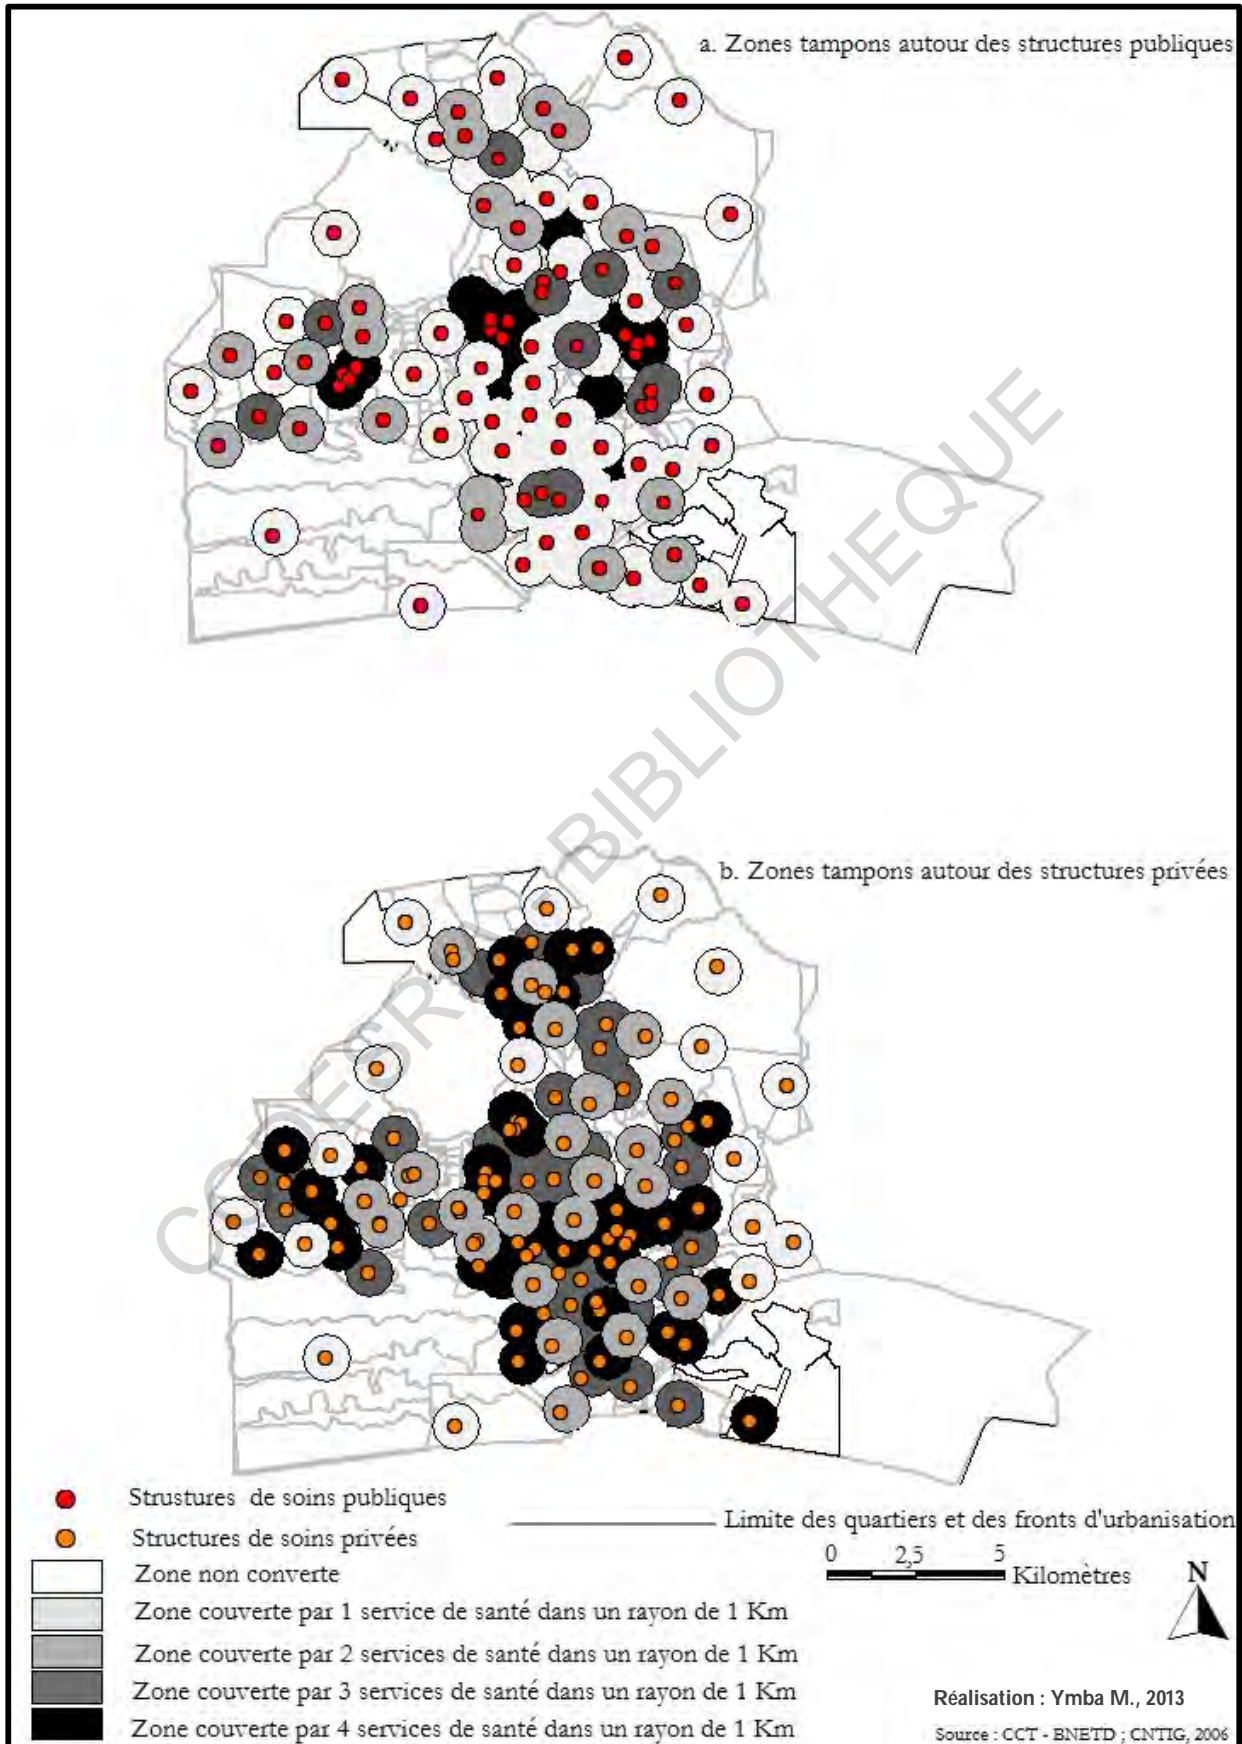 a. Zones tampons autour des structures publiques
CODESRIA - BIBLIOTHEQUE
b. Zones tampons autour des structures privées
Strustures de soins publiques
Structures de soins privées
Zone non converte
Zone couverte par 1 service de santé dans un rayon de 1 Km
Zone couverte par 2 services de santé dans un rayon de 1 Km
Zone couverte par 3 services de santé dans un rayon de 1 Km
Zone couverte par 4 services de santé dans un rayon de 1 Km
Limite des quartiers et des fronts d'urbanisation
0 2,5 5
Kilomètres
N
Réalisation : Ymba M., 2013
Source : CCT - BNETD ; CNTIG, 2006